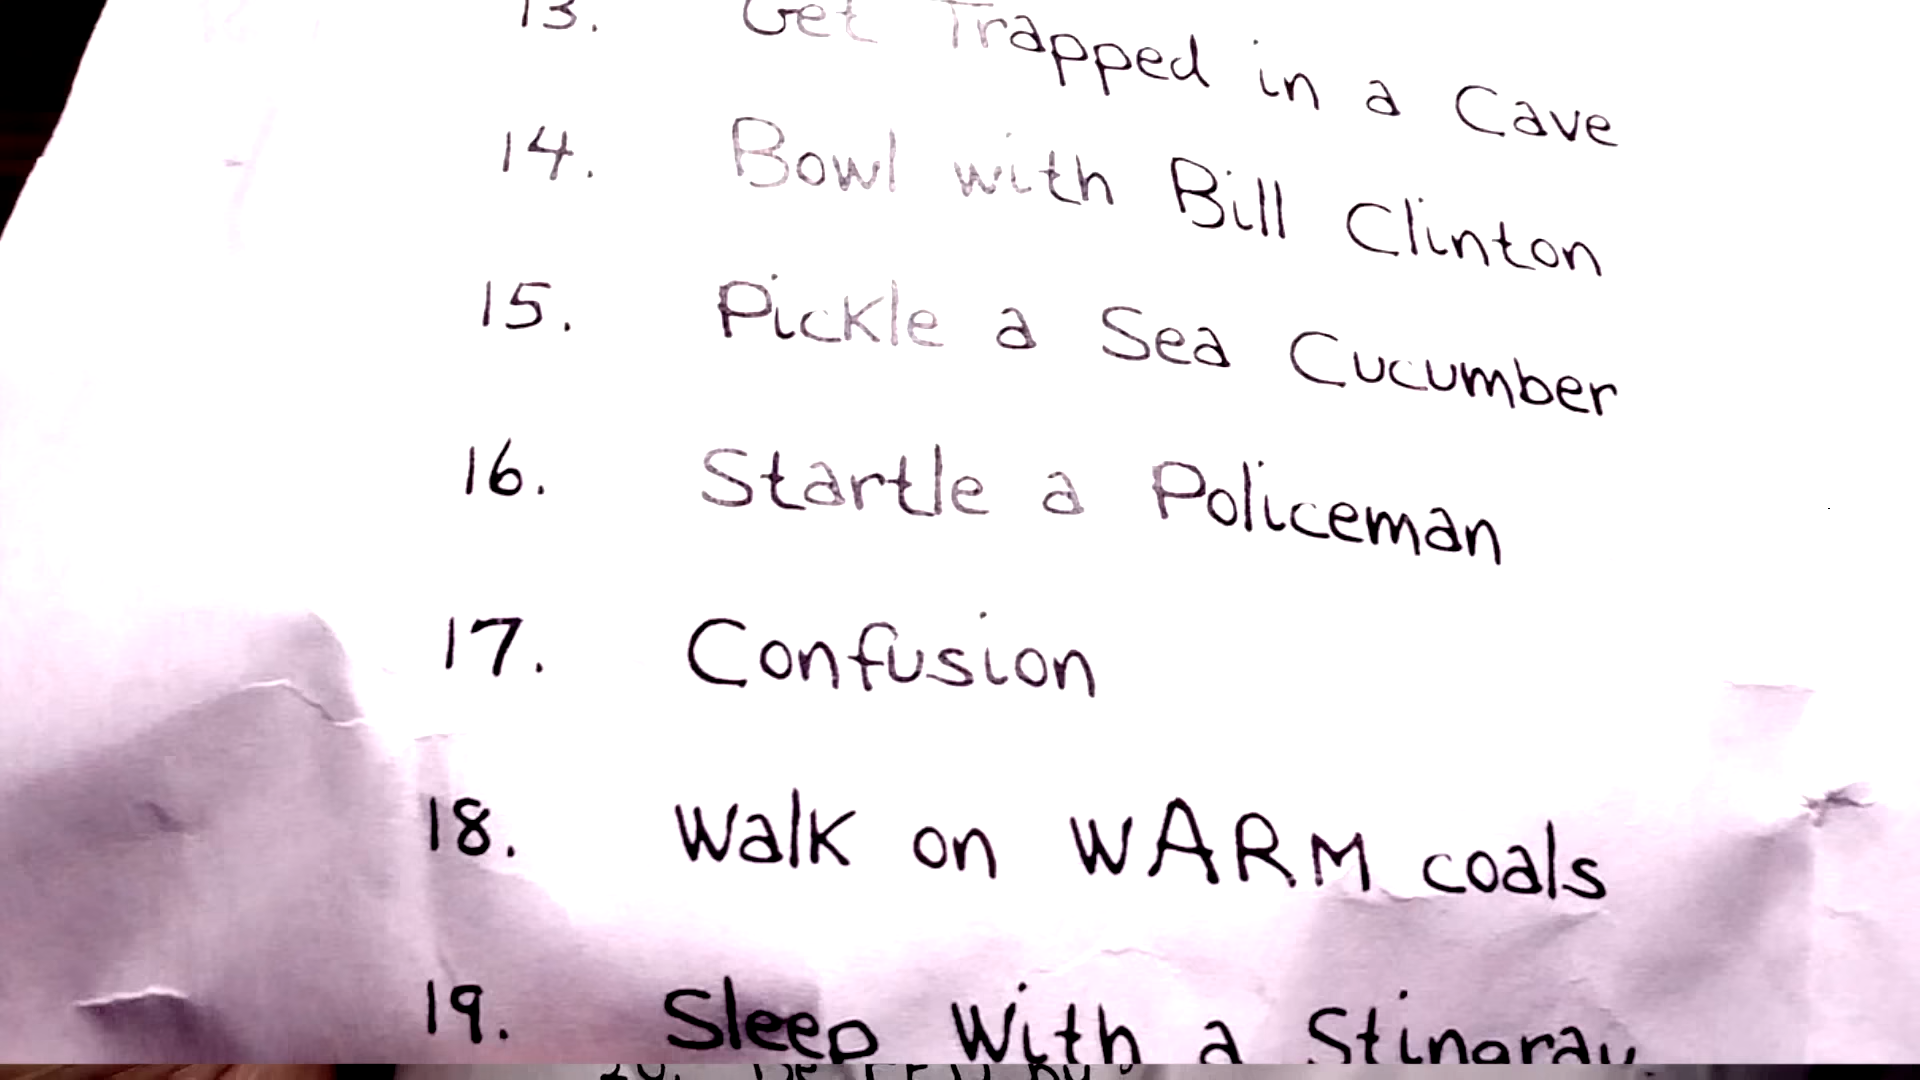 13. Get Trapped in a Cave
14. Bowl with Bill Clinton
15. Pickle a Sea Cucumber
16. Startle a Policeman
17. Confusion
18. Walk on WARM coals
19. Sleep With a Stingray